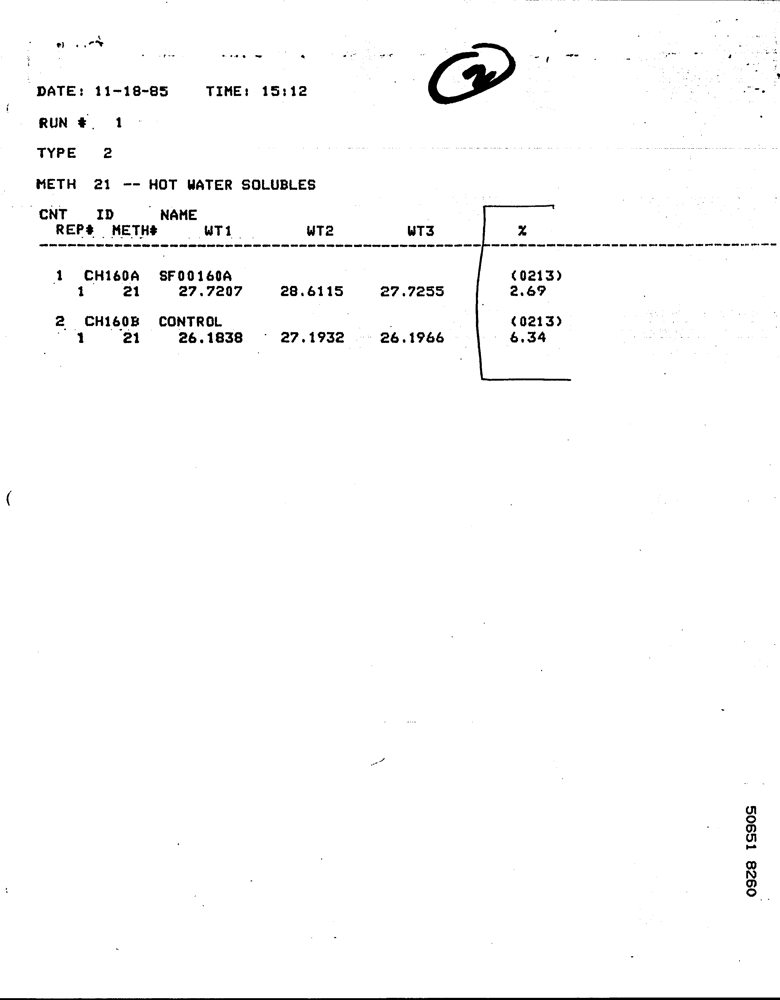 2
DATE: 11-18-85 TIME: 15:12
RUN # 1
TYPE 2
METH 21 -- HOT WATER SOLUBLES
CNT ID NAME
REP# METH# WT1 WT2 WT3 %
1 CH160A SF00160A (0213)
1 21 27.7207 28.6115 27.7255 2.69
2 CH160B CONTROL (0213)
1 21 26.1838 27.1932 26.1966 6.34
50651 8260